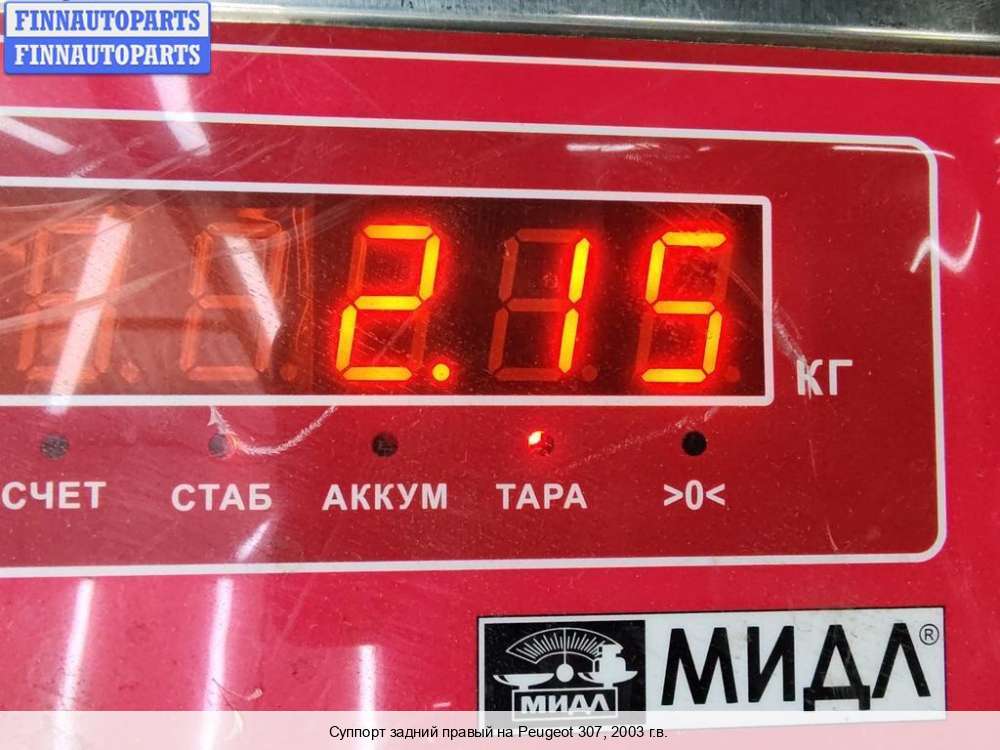 FINNAUTOPARTS
FINNAUTOPARTS
2.15
КГ
СЧЕТ СТАБ АККУМ ТАРА >0<
МИДЛ МИДЛ®
Суппорт задний правый на Peugeot 307, 2003 г.в.